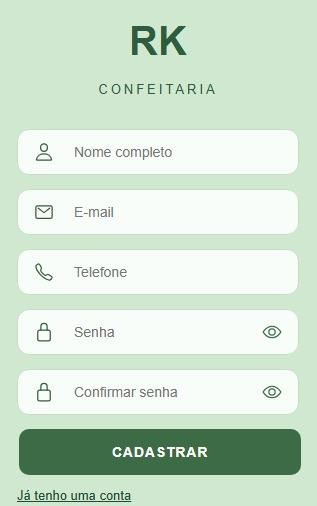 RK
CONFEITARIA
Nome completo
E-mail
Telefone
Senha
Confirmar senha
CADASTRAR
Já tenho uma conta